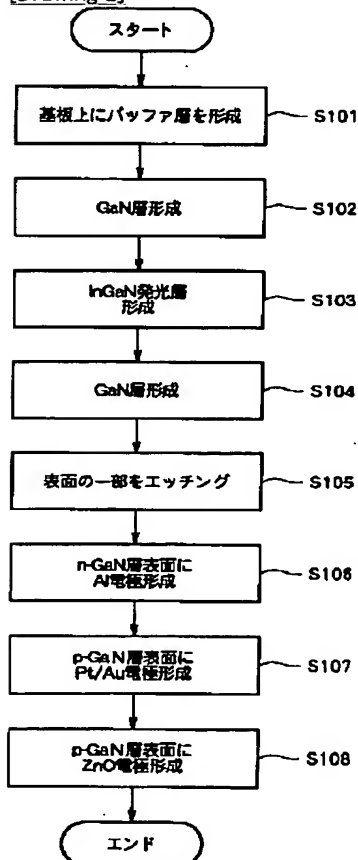 [Drawing 2]
スタート
基板上にバッファ層を形成
S101
GaN層形成
S102
InGaN発光層
形成
S103
GaN層形成
S104
表面の一部をエッチング
S105
n-GaN層表面に
Al電極形成
S106
p-GaN層表面に
Pt/Au電極形成
S107
p-GaN層表面に
ZnO電極形成
S108
エンド